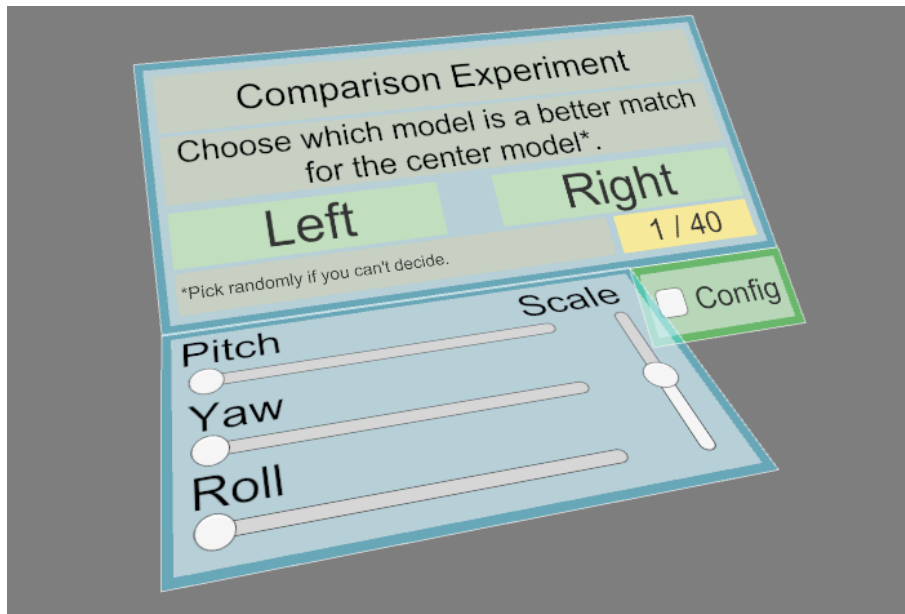 Comparison Experiment
Choose which model is a better match
for the center model*.
Left
Right
1 / 40
*Pick randomly if you can't decide.
Scale
Config
Pitch
Yaw
Roll